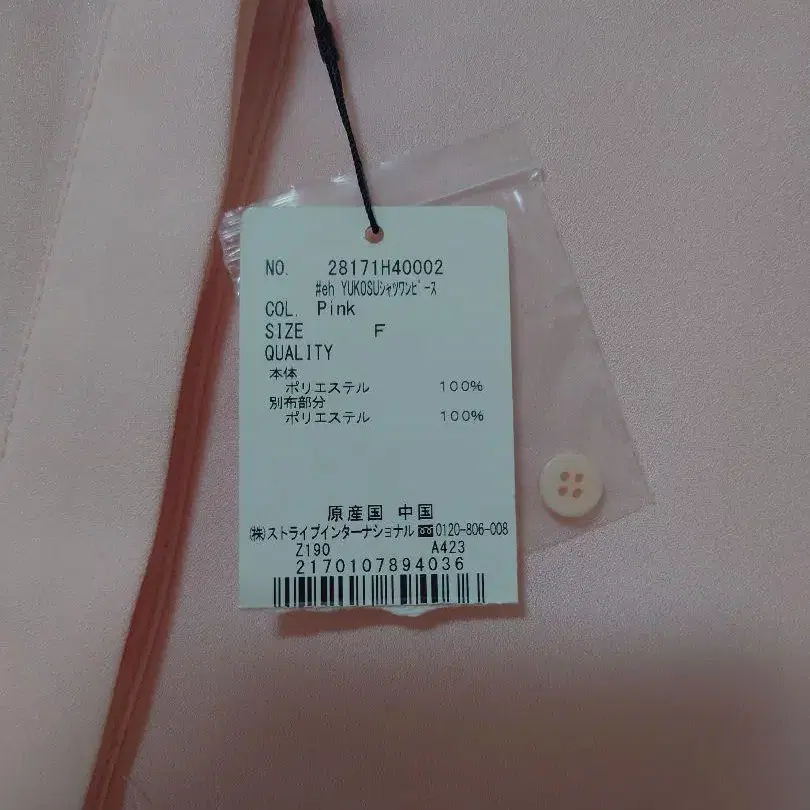 NO. 28171H40002
#eh YUKOSUｼｬﾂﾜﾝﾋﾟｰｽ
COL. Pink
SIZE F
QUALITY
本体
ポリエステル 100%
別布部分
ポリエステル 100%
原産国 中国
(株)ストライプインターナショナル ☎0120-806-008
Z190 A423
2170107894036